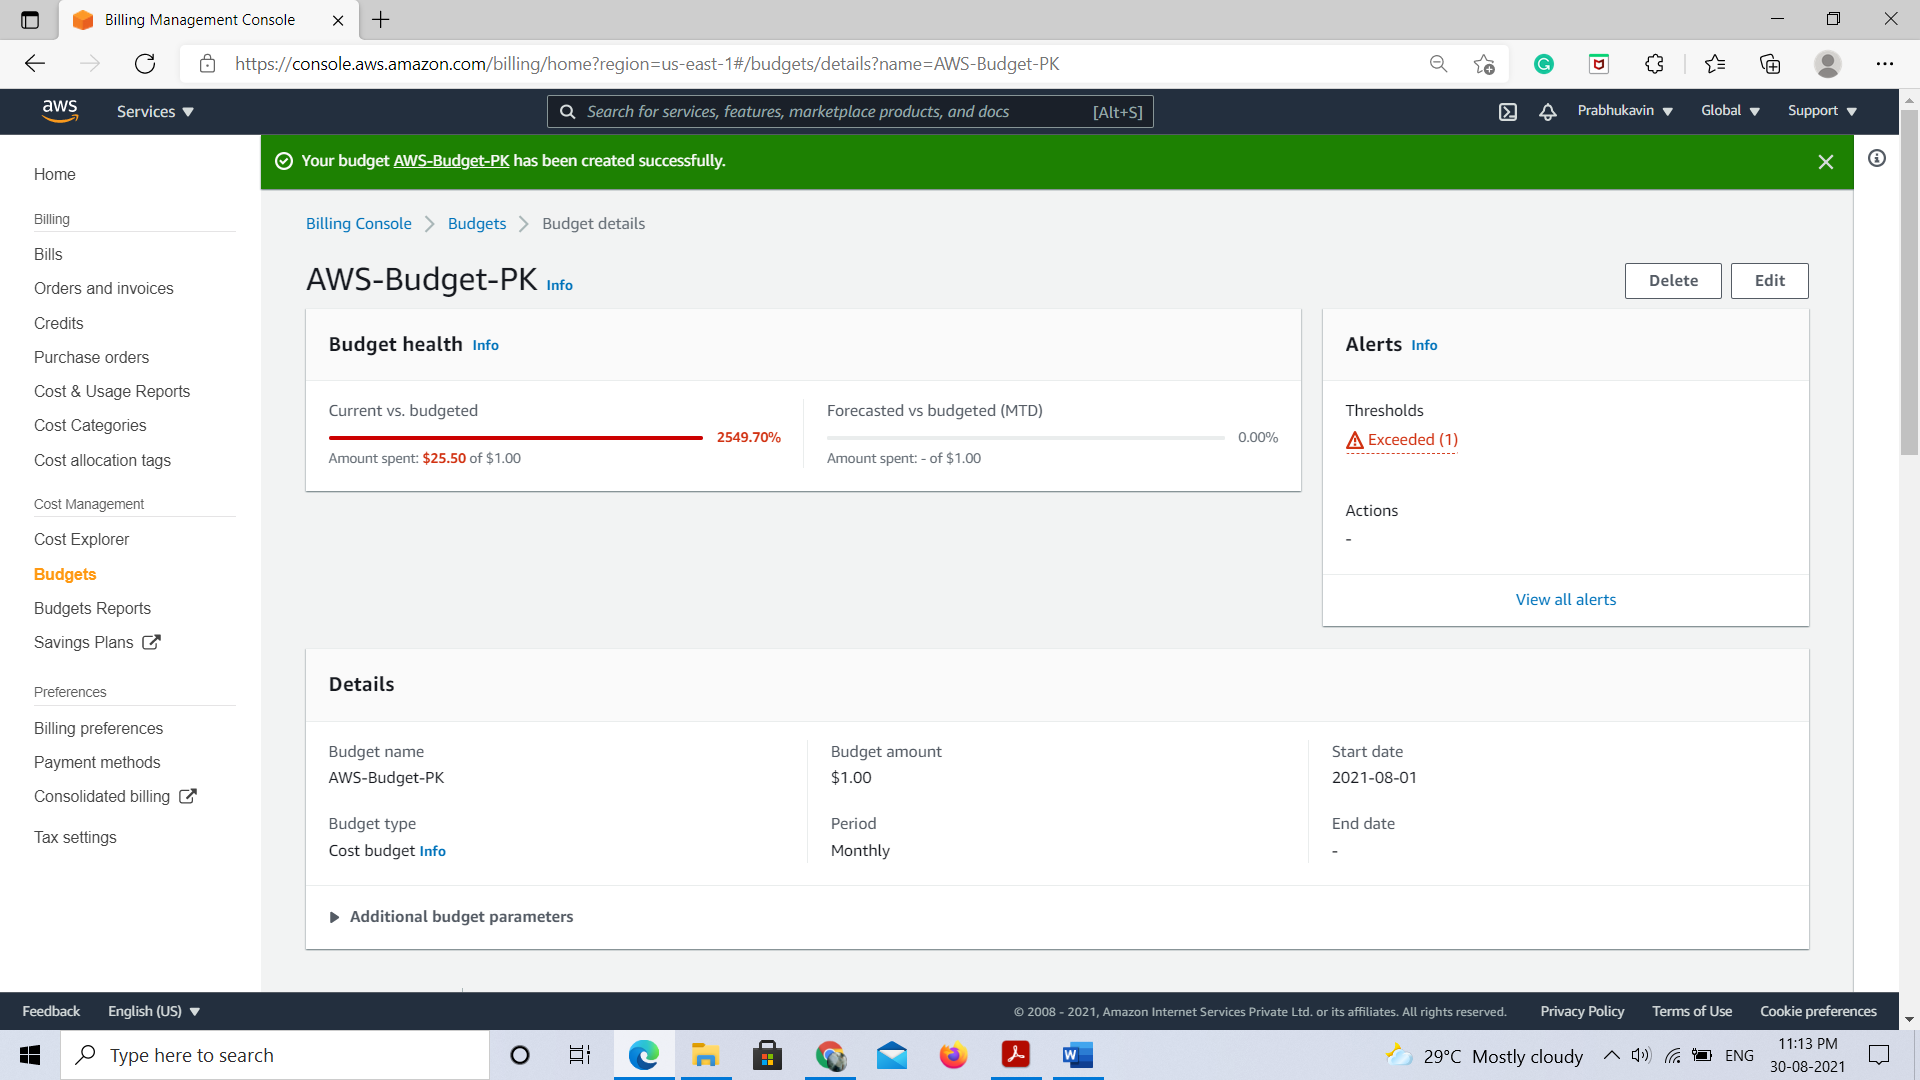 Billing Management Console
https://console.aws.amazon.com/billing/home?region=us-east-1#/budgets/details?name=AWS-Budget-PK
aws
Services
Search for services, features, marketplace products, and docs [Alt+S]
Prabhukavin
Global
Support
Your budget AWS-Budget-PK has been created successfully.
Home
Billing
Bills
Orders and invoices
Credits
Purchase orders
Cost & Usage Reports
Cost Categories
Cost allocation tags
Cost Management
Cost Explorer
Budgets
Budgets Reports
Savings Plans
Preferences
Billing preferences
Payment methods
Consolidated billing
Tax settings
Billing Console > Budgets > Budget details
AWS-Budget-PK Info
Delete
Edit
Budget health Info
Current vs. budgeted
2549.70%
Amount spent: $25.50 of $1.00
Forecasted vs budgeted (MTD)
0.00%
Amount spent: - of $1.00
Alerts Info
Thresholds
Exceeded (1)
Actions
-
View all alerts
Details
Budget name
AWS-Budget-PK
Budget type
Cost budget Info
Budget amount
$1.00
Period
Monthly
Start date
2021-08-01
End date
-
Additional budget parameters
Feedback
English (US)
© 2008 - 2021, Amazon Internet Services Private Ltd. or its affiliates. All rights reserved.
Privacy Policy
Terms of Use
Cookie preferences
Type here to search
29°C Mostly cloudy
ENG
11:13 PM
30-08-2021